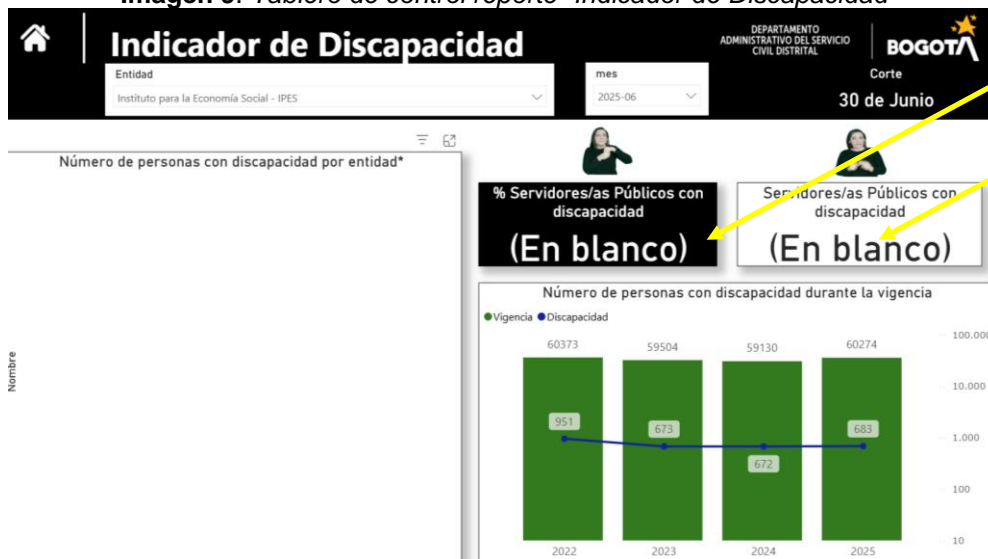 Imagen 3. Tablero de control reporte "Indicador de Discapacidad"
Indicador de Discapacidad
DEPARTAMENTO
ADMINISTRATIVO DEL SERVICIO
CIVIL DISTRITAL
BOGOTÁ
Entidad
Instituto para la Economía Social - IPES
mes
2025-06
Corte
30 de Junio
Número de personas con discapacidad por entidad*
Nombre
% Servidores/as Públicos con
discapacidad
(En blanco)
Servidores/as Públicos con
discapacidad
(En blanco)
Número de personas con discapacidad durante la vigencia
Vigencia Discapacidad
60373 59504 59130 60274
951 673 672 683
100.000
10.000
1.000
100
10
2022 2023 2024 2025